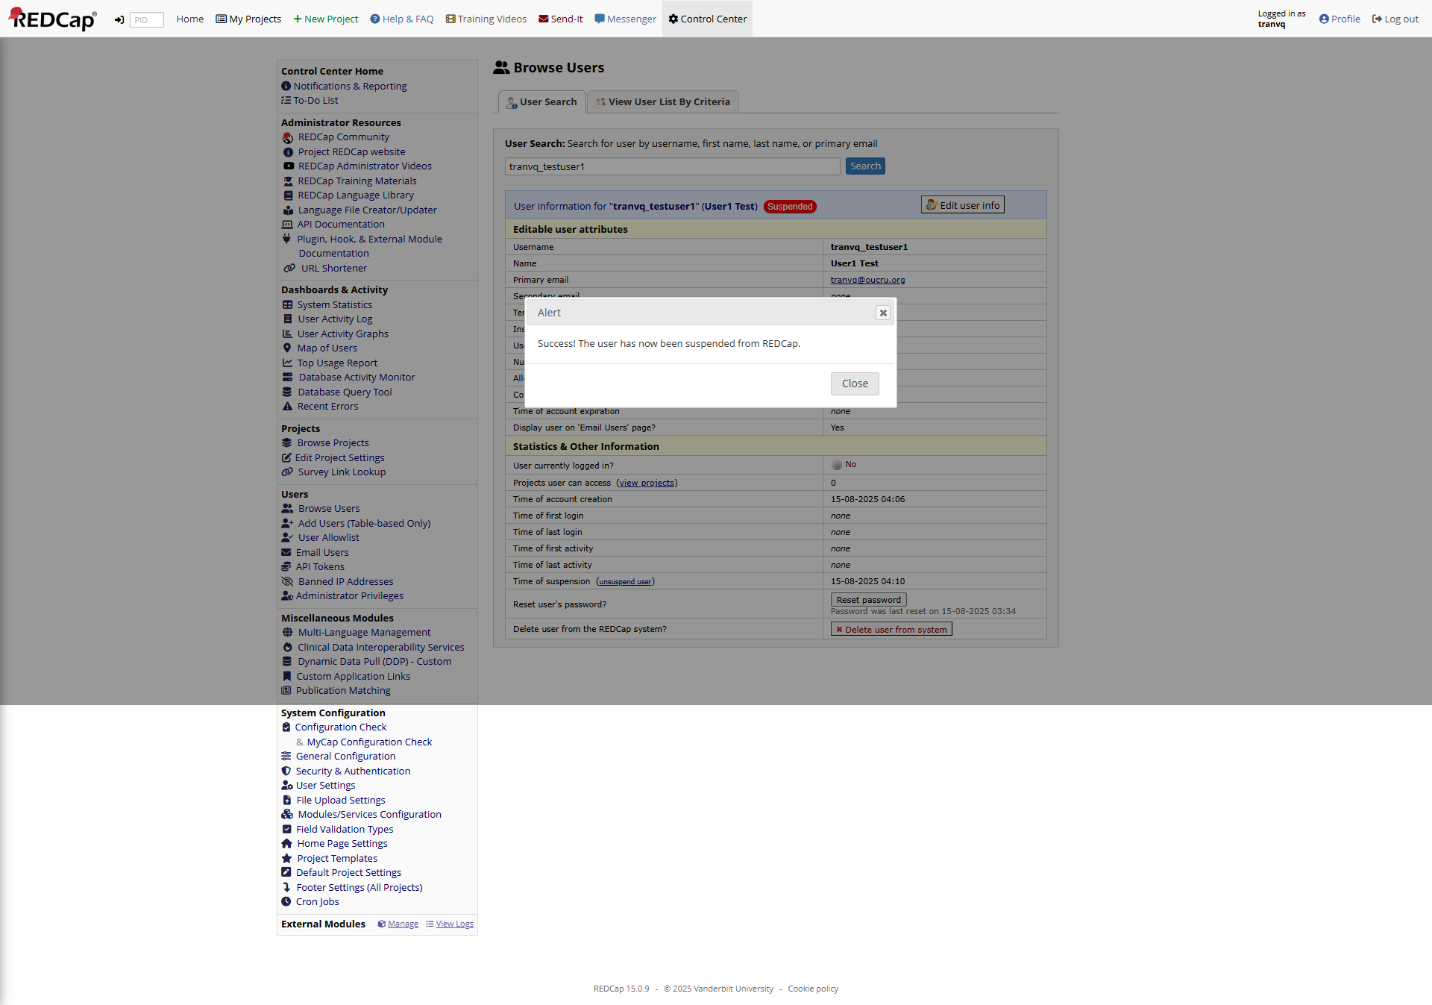 REDCap
PID
Home
My Projects
+ New Project
Help & FAQ
Training Videos
Send-It
Messenger
Control Center
Logged in as
tranvq
Profile
Log out
Control Center Home
Notifications & Reporting
To-Do List
Administrator Resources
REDCap Community
Project REDCap website
REDCap Administrator Videos
REDCap Training Materials
REDCap Language Library
Language File Creator/Updater
API Documentation
Plugin, Hook, & External Module
Documentation
URL Shortener
Dashboards & Activity
System Statistics
User Activity Log
User Activity Graphs
Map of Users
Top Usage Report
Database Activity Monitor
Database Query Tool
Recent Errors
Projects
Browse Projects
Edit Project Settings
Survey Link Lookup
Users
Browse Users
Add Users (Table-based Only)
User Allowlist
Email Users
API Tokens
Banned IP Addresses
Administrator Privileges
Miscellaneous Modules
Multi-Language Management
Clinical Data Interoperability Services
Dynamic Data Pull (DDP) - Custom
Custom Application Links
Publication Matching
System Configuration
Configuration Check
& MyCap Configuration Check
General Configuration
Security & Authentication
User Settings
File Upload Settings
Modules/Services Configuration
Field Validation Types
Home Page Settings
Project Templates
Default Project Settings
Footer Settings (All Projects)
Cron Jobs
External Modules Manage View Logs
Browse Users
User Search
View User List By Criteria
User Search: Search for user by username, first name, last name, or primary email
tranvq_testuser1
Search
User information for "tranvq_testuser1" (User1 Test) Suspended
Edit user info
Editable user attributes
Username tranvq_testuser1
Name User1 Test
Primary email tranvq@oucru.org
Secondary email none
Alert
Success! The user has now been suspended from REDCap.
Close
Time of account expiration none
Display user on 'Email Users' page? Yes
Statistics & Other Information
User currently logged in? No
Projects user can access (view projects) 0
Time of account creation 15-08-2025 04:06
Time of first login none
Time of last login none
Time of first activity none
Time of last activity none
Time of suspension (unsuspend user) 15-08-2025 04:10
Reset user's password? Reset password
Password was last reset on 15-08-2025 03:34
Delete user from the REDCap system? Delete user from system
REDCap 15.0.9 - © 2025 Vanderbilt University - Cookie policy